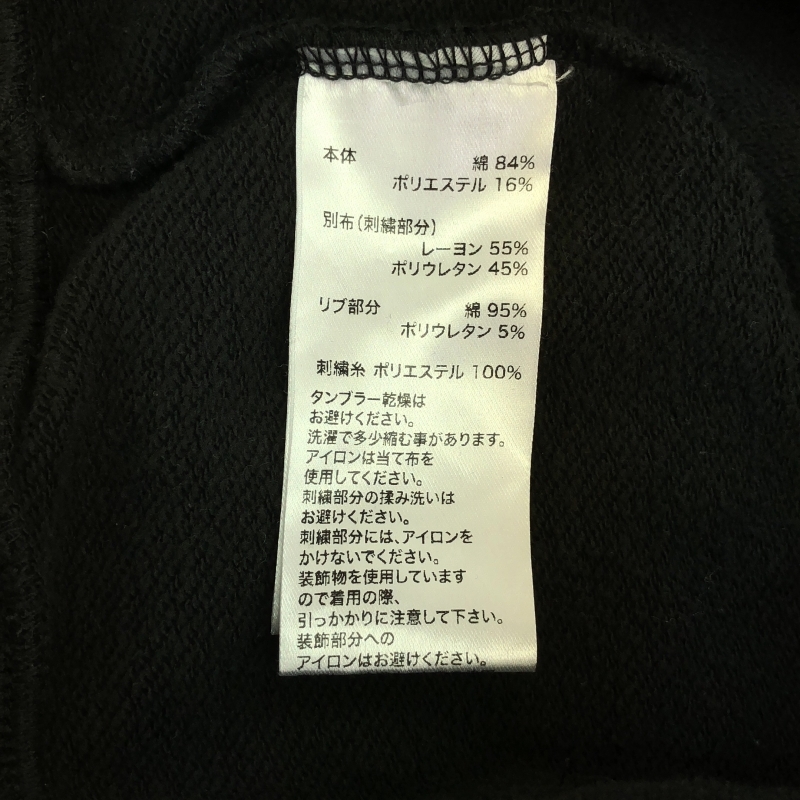 本体 綿 84%
ポリエステル 16%
別布(刺繍部分)
レーヨン 55%
ポリウレタン 45%
リブ部分 綿 95%
ポリウレタン 5%
刺繍糸 ポリエステル 100%
タンブラー乾燥は
お避けください。
洗濯で多少縮む事があります。
アイロンは当て布を
使用してください。
刺繍部分の揉み洗いは
お避けください。
刺繍部分には、アイロンを
かけないでください。
装飾物を使用しています
ので着用の際、
引っかかりに注意して下さい。
装飾部分への
アイロンはお避けください。